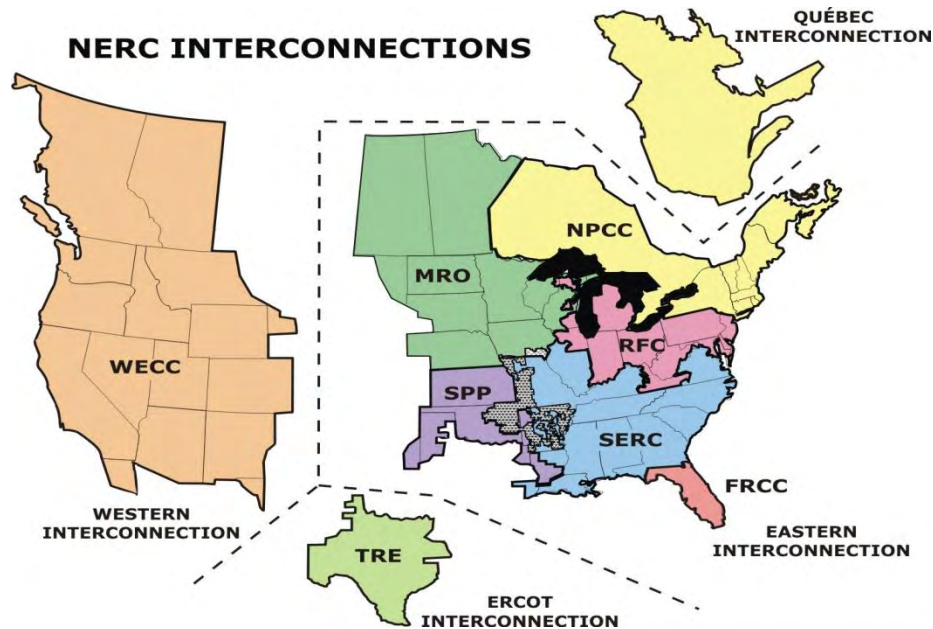 NERC INTERCONNECTIONS
QUÉBEC
INTERCONNECTION
NPCC
MRO
RFC
WECC
SPP
SERC
FRCC
WESTERN
INTERCONNECTION
EASTERN
INTERCONNECTION
TRE
ERCOT
INTERCONNECTION